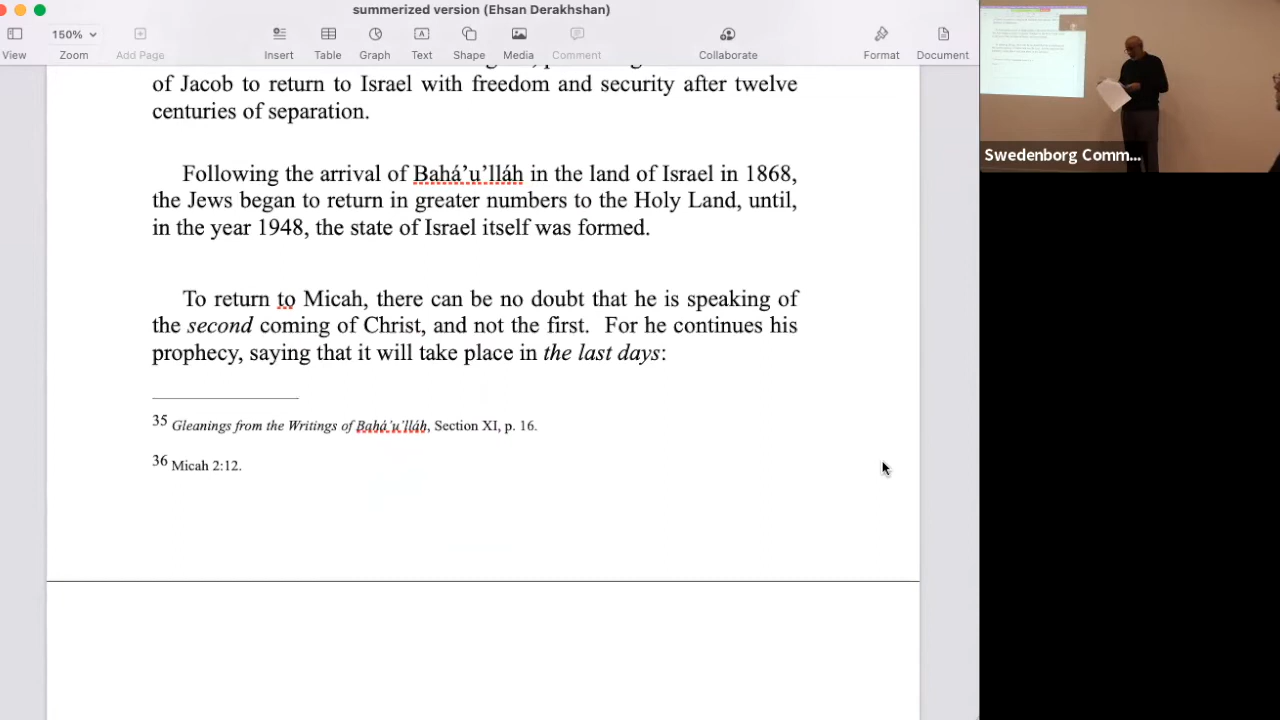 summerized version (Ehsan Derakhshan)
150%
View
Zoom
Insert
Table
Graph
Shape
Media
Comment
Collaborate
Format
Document
of Jacob to return to Israel with freedom and security after twelve
centuries of separation.
Following the arrival of Bahá’u’lláh in the land of Israel in 1868,
the Jews began to return in greater numbers to the Holy Land, until,
in the year 1948, the state of Israel itself was formed.
To return to Micah, there can be no doubt that he is speaking of
the second coming of Christ, and not the first. For he continues his
prophecy, saying that it will take place in the last days:
35 Gleanings from the Writings of Bahá’u’lláh, Section XI, p. 16.
36 Micah 2:12.
Swedenborg Comm...